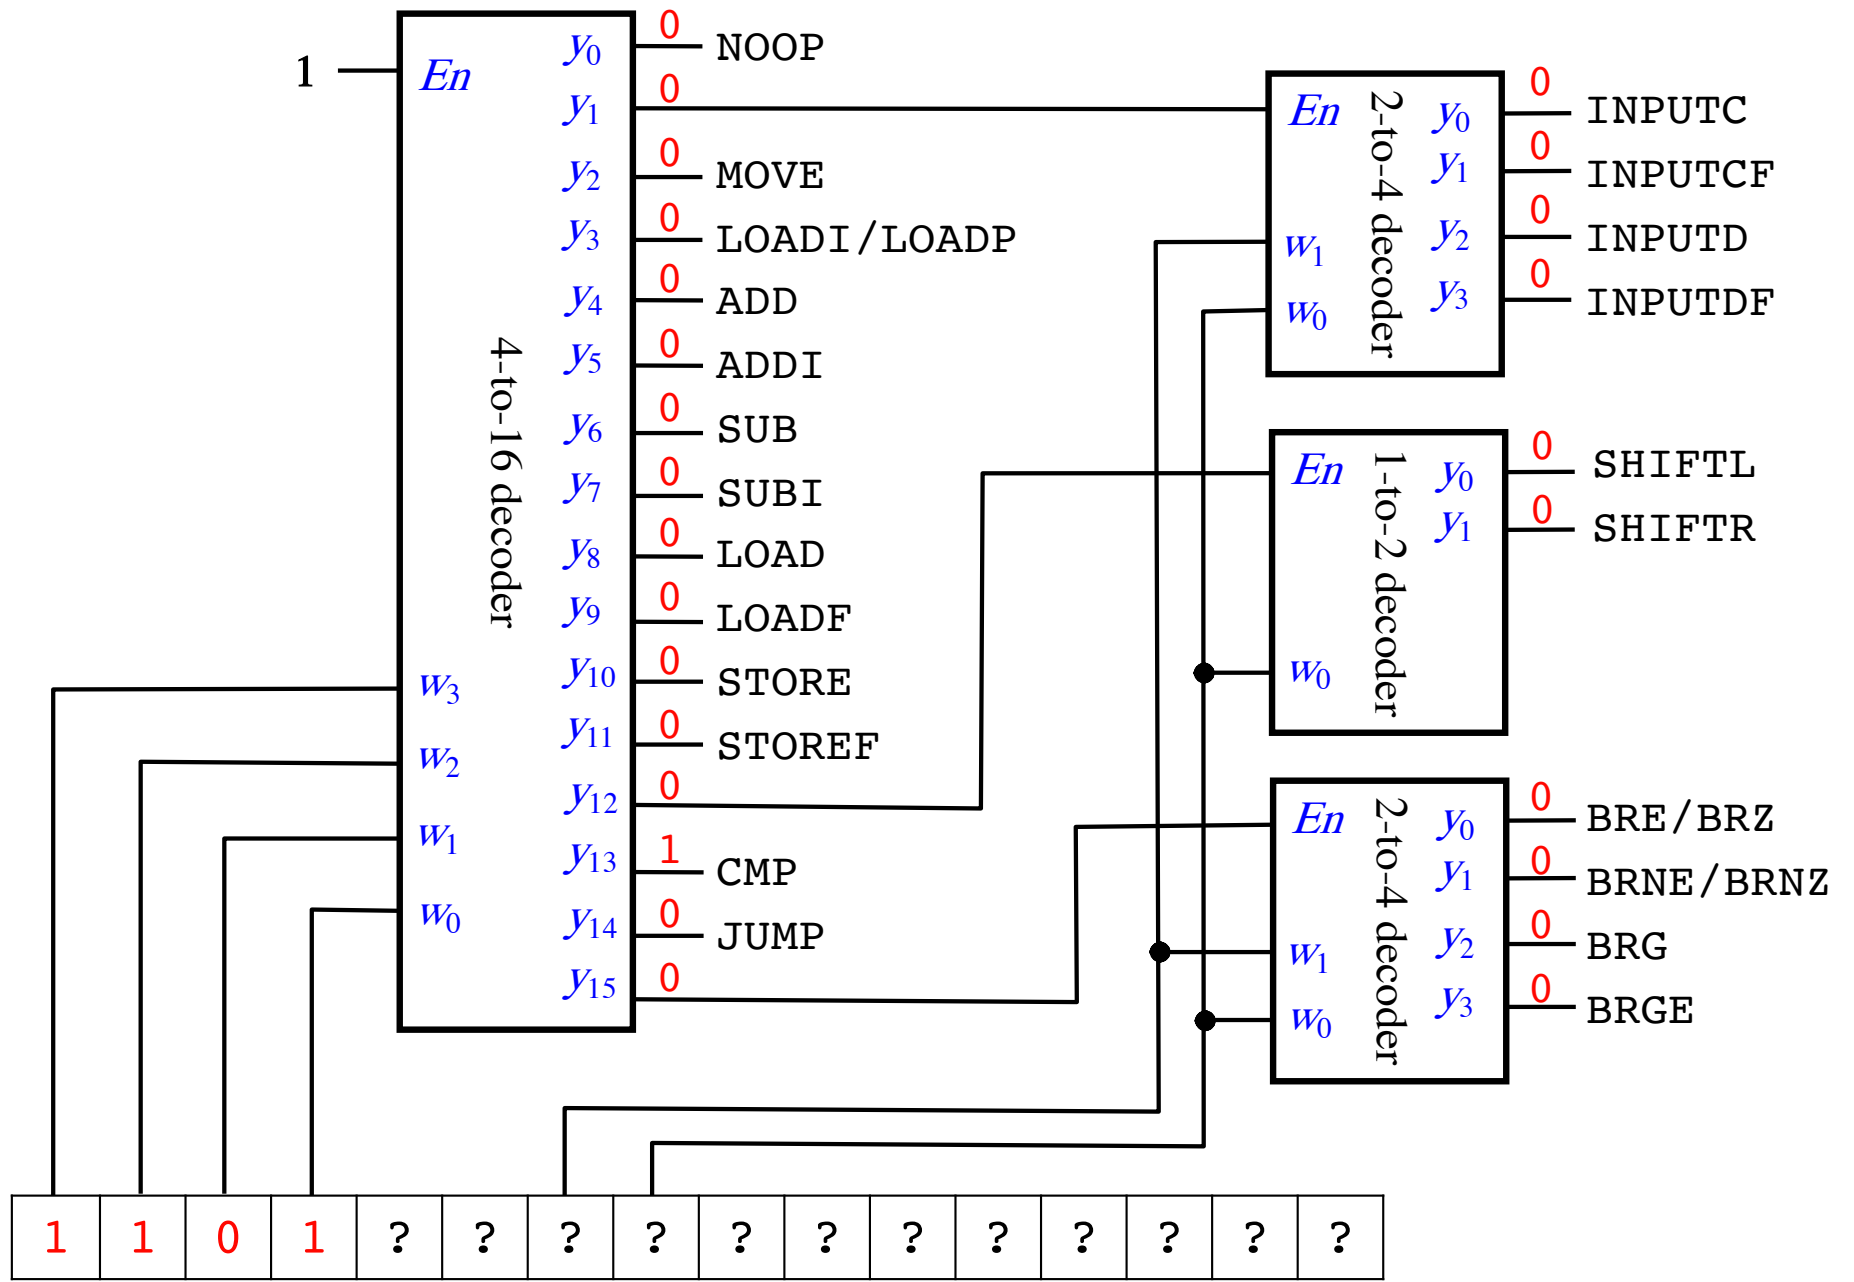 1
En
4-to-16 decoder
w3
w2
w1
w0
y0 0 NOOP
y1 0
y2 0 MOVE
y3 0 LOADI/LOADP
y4 0 ADD
y5 0 ADDI
y6 0 SUB
y7 0 SUBI
y8 0 LOAD
y9 0 LOADF
y10 0 STORE
y11 0 STOREF
y12 0
y13 1 CMP
y14 0 JUMP
y15 0
En
w1
w0
2-to-4 decoder
y0 0 INPUTC
y1 0 INPUTCF
y2 0 INPUTD
y3 0 INPUTDF
En
w0
1-to-2 decoder
y0 0 SHIFTL
y1 0 SHIFTR
En
w1
w0
2-to-4 decoder
y0 0 BRE/BRZ
y1 0 BRNE/BRNZ
y2 0 BRG
y3 0 BRGE
1 1 0 1 ? ? ? ? ? ? ? ? ? ? ? ?